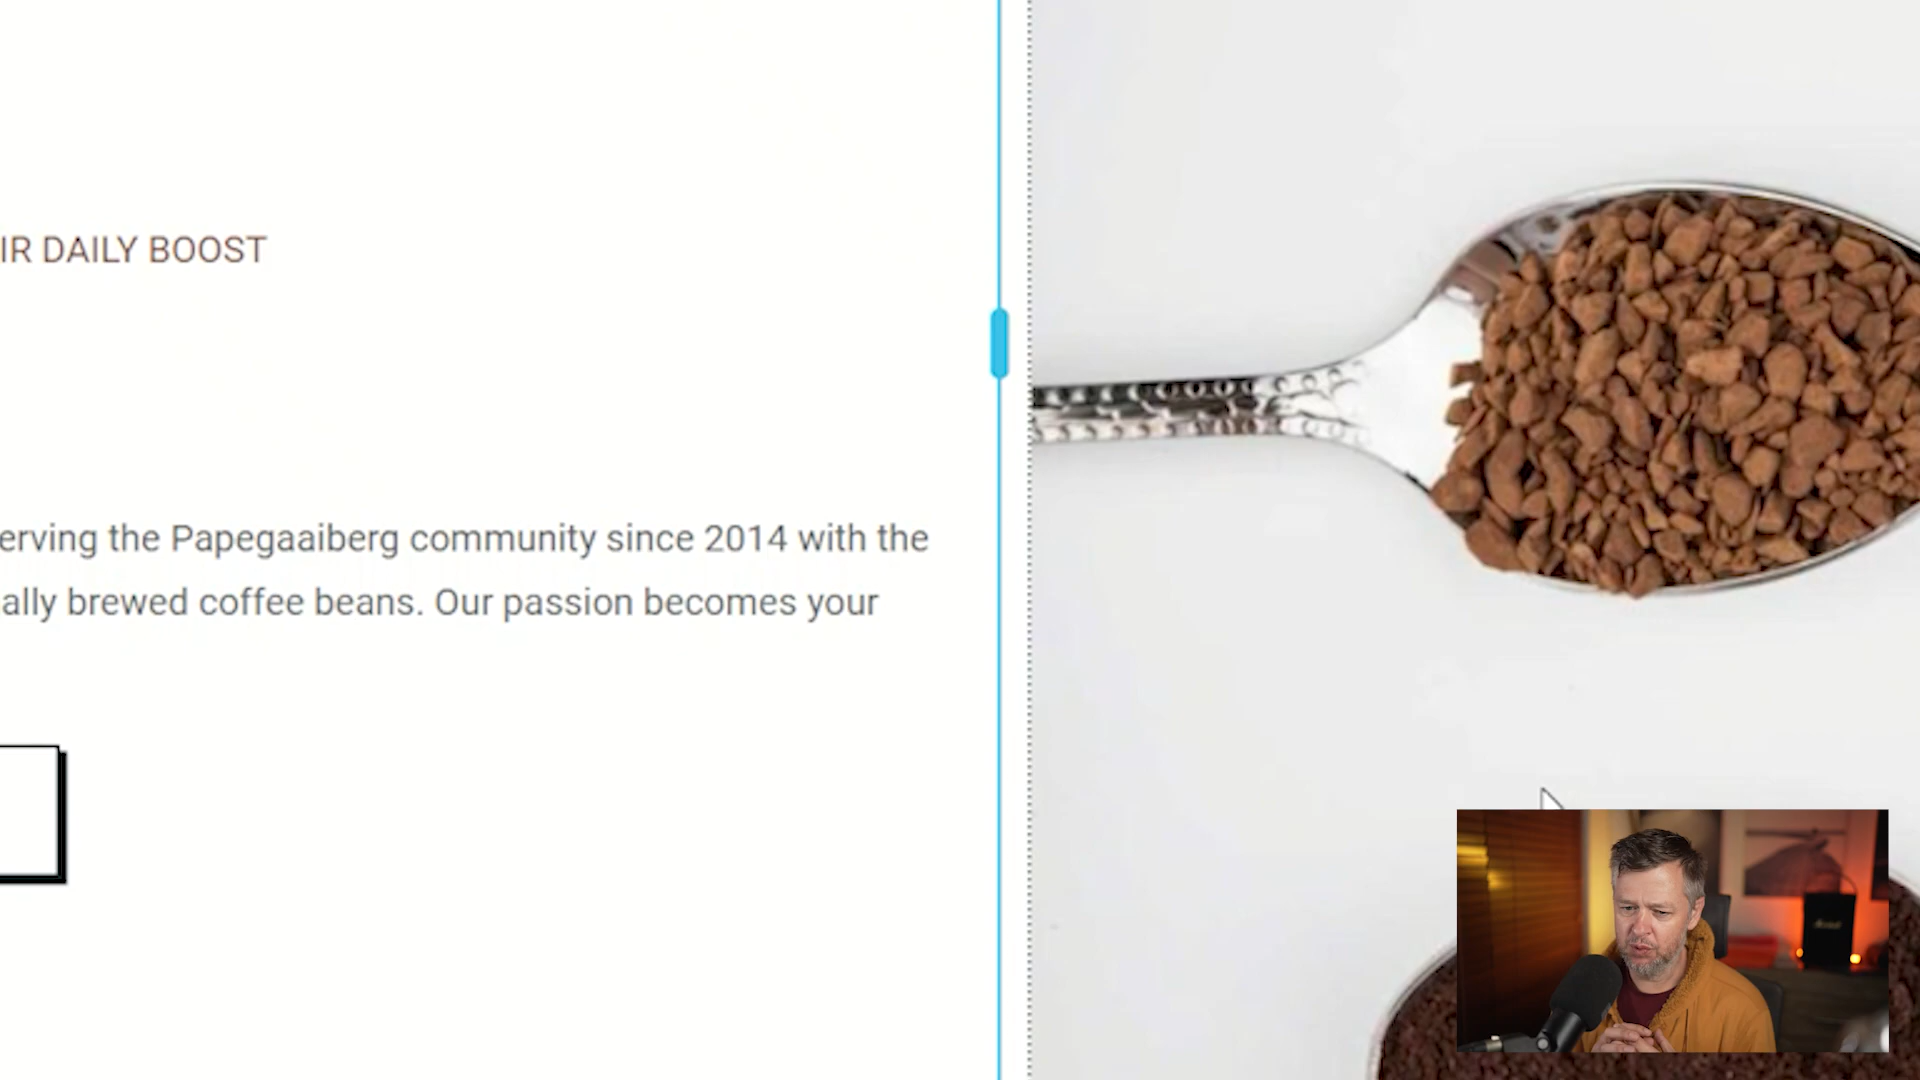 IR DAILY BOOST
erving the Papegaaiberg community since 2014 with the
ally brewed coffee beans. Our passion becomes your